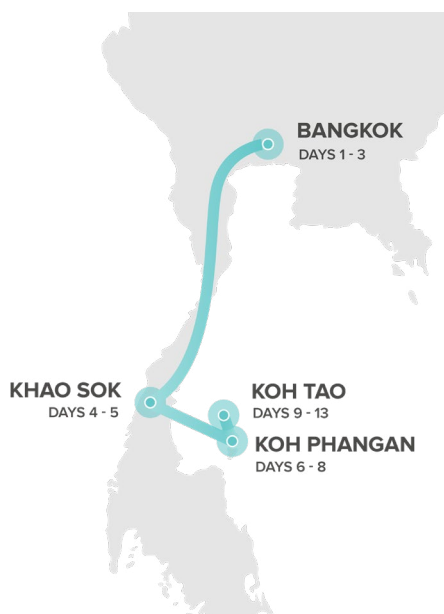 BANGKOK
DAYS 1 - 3
KHAO SOK
DAYS 4 - 5
KOH TAO
DAYS 9 - 13
KOH PHANGAN
DAYS 6 - 8